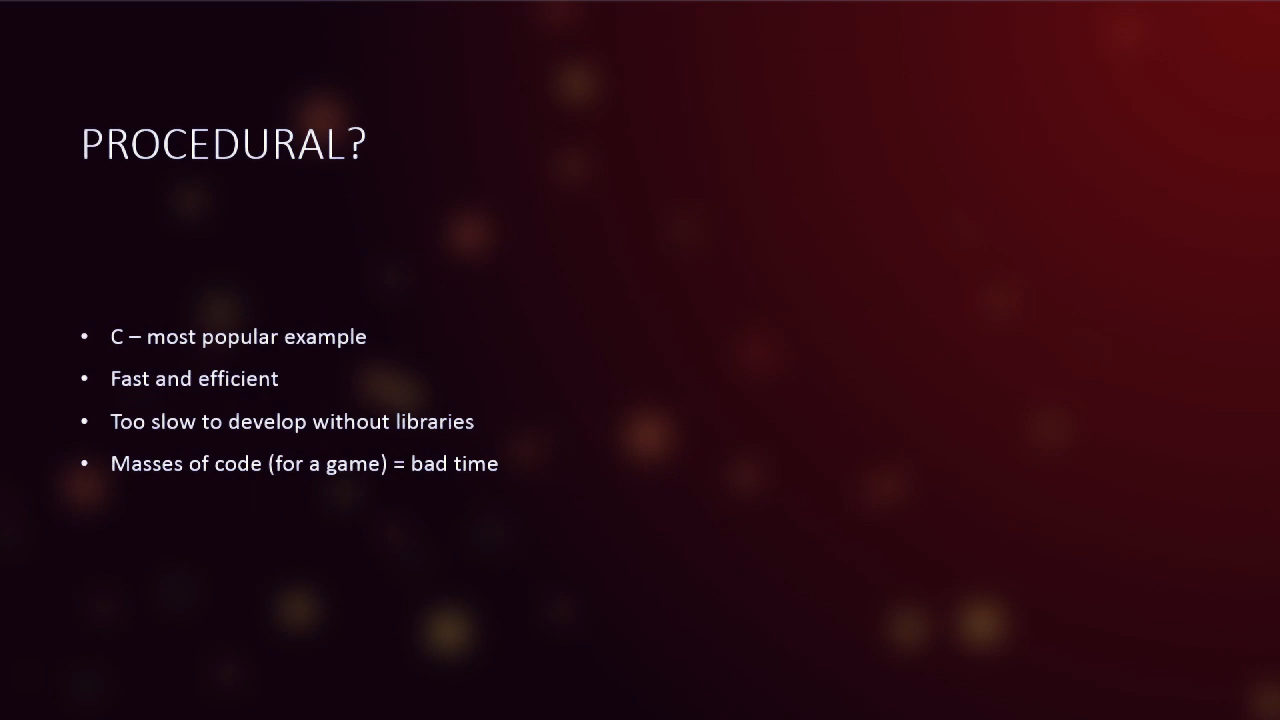 PROCEDURAL?
• C – most popular example
• Fast and efficient
• Too slow to develop without libraries
• Masses of code (for a game) = bad time